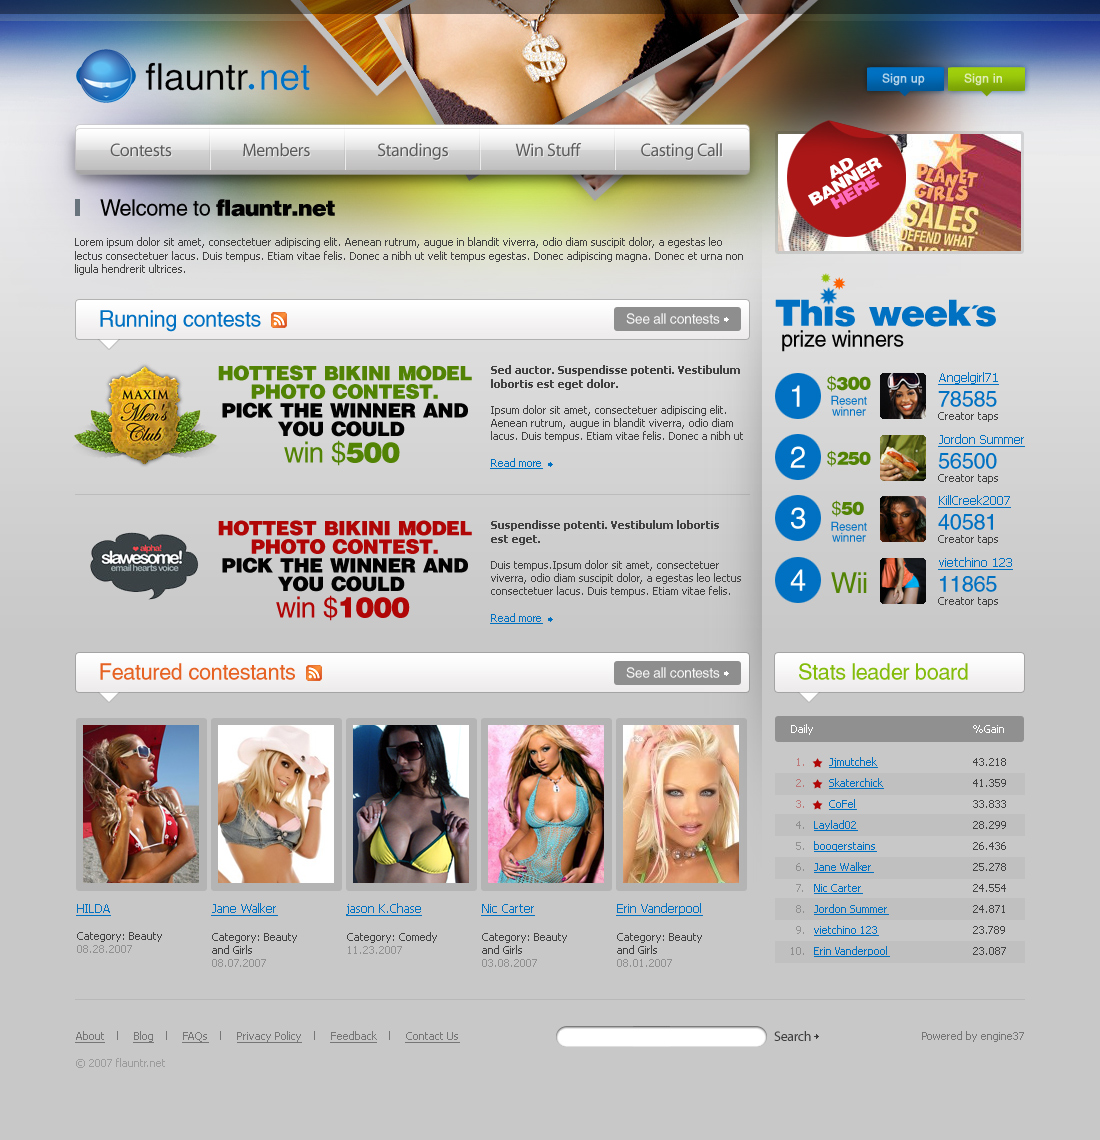 flauntr.net
Sign up
Sign in
Contests
Members
Standings
Win Stuff
Casting Call
AD
BANNER
HERE
PLANET
GIRLS
SALES
DEFEND WHAT
Welcome to flauntr.net
Lorem ipsum dolor sit amet, consectetuer adipiscing elit. Aenean rutrum, augue in blandit viverra, odio diam suscipit dolor, a egestas leo
lectus consectetuer lacus. Duis tempus. Etiam vitae felis. Donec a nibh ut velit tempus egestas. Donec adipiscing magna. Donec et urna non
ligula hendrerit ultrices.
Running contests
See all contests
MAXIM
Men's
Club
HOTTEST BIKINI MODEL
PHOTO CONTEST.
PICK THE WINNER AND
YOU COULD
win $500
Sed auctor. Suspendisse potenti. Vestibulum
lobortis est eget dolor.
Ipsum dolor sit amet, consectetuer adipiscing elit.
Aenean rutrum, augue in blandit viverra, odio diam
lacus. Duis tempus. Etiam vitae felis. Donec a nibh ut
Read more
alpha!
slawesome!
email hearts voice
HOTTEST BIKINI MODEL
PHOTO CONTEST.
PICK THE WINNER AND
YOU COULD
win $1000
Suspendisse potenti. Vestibulum lobortis
est eget.
Duis tempus.Ipsum dolor sit amet, consectetuer
viverra, odio diam suscipit dolor, a egestas leo lectus
consectetuer lacus. Duis tempus. Etiam vitae felis.
Read more
This week's
prize winners
1
$300
Resent
winner
Angelgirl71
78585
Creator taps
2
$250
Jordon Summer
56500
Creator taps
3
$50
Resent
winner
KillCreek2007
40581
Creator taps
4
Wii
vietchino 123
11865
Creator taps
Featured contestants
See all contests
HILDA
Category: Beauty
08.28.2007
Jane Walker
Category: Beauty
and Girls
08.07.2007
jason K.Chase
Category: Comedy
11.23.2007
Nic Carter
Category: Beauty
and Girls
03.08.2007
Erin Vanderpool
Category: Beauty
and Girls
08.01.2007
Stats leader board
Daily %Gain
1. Jjmutchek 43.218
2. Skaterchick 41.359
3. CoFel 33.833
4. Laylad02 28.299
5. boogerstains 26.436
6. Jane Walker 25.278
7. Nic Carter 24.554
8. Jordon Summer 24.871
9. vietchino 123 23.789
10. Erin Vanderpool 23.087
About | Blog | FAQs | Privacy Policy | Feedback | Contact Us
Search
Powered by engine37
© 2007 flauntr.net